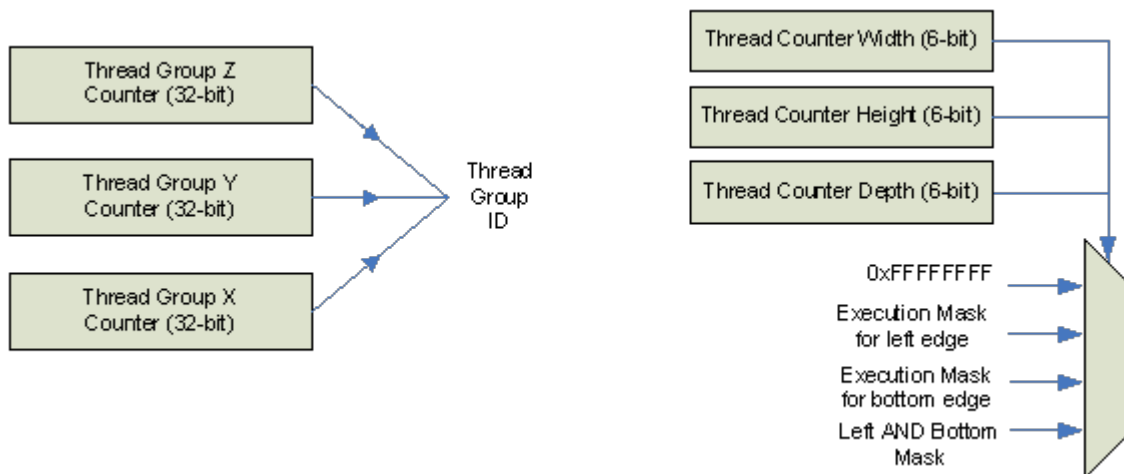 Thread Group Z
Counter (32-bit)
Thread Group Y
Counter (32-bit)
Thread Group X
Counter (32-bit)
Thread
Group
ID
Thread Counter Width (6-bit)
Thread Counter Height (6-bit)
Thread Counter Depth (6-bit)
0xFFFFFFFF
Execution Mask
for left edge
Execution Mask
for bottom edge
Left AND Bottom
Mask